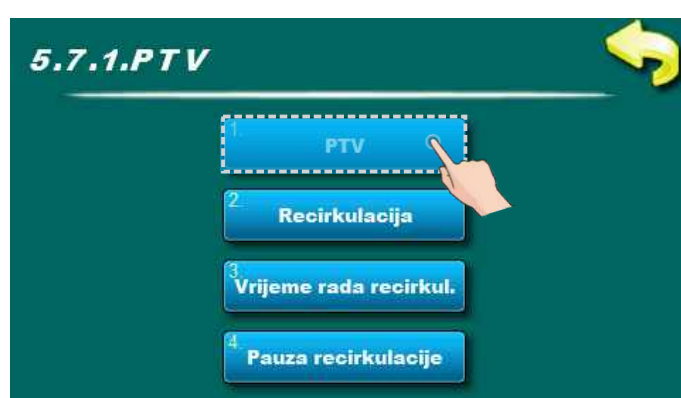 5.7.1.PTV
1.
PTV
2.
Recirkulacija
3.
Vrijeme rada recirkul.
4.
Pauza recirkulacije